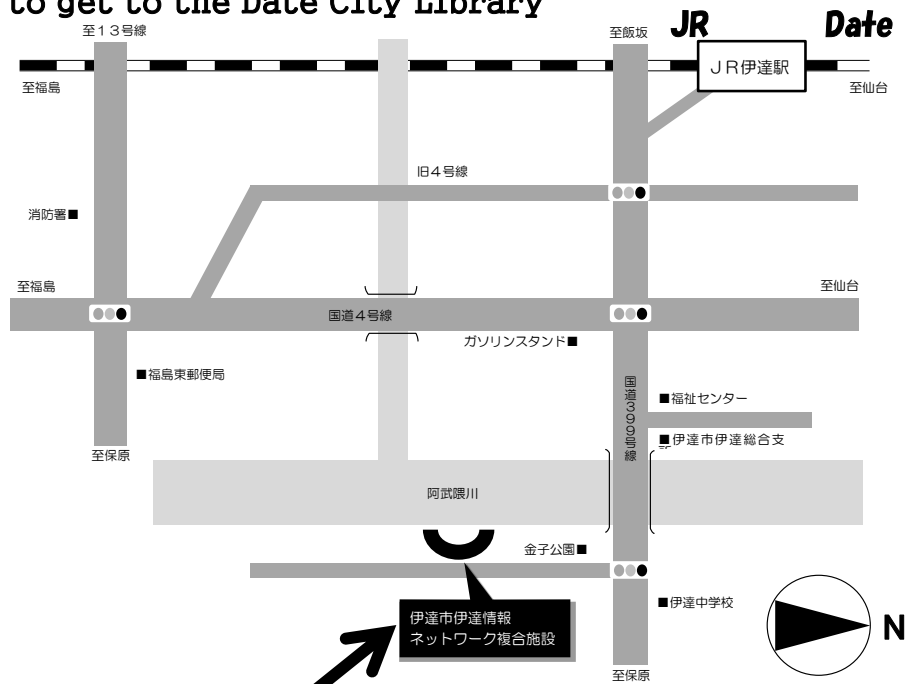 to get to the Date City Library
JR Date
至13号線
至飯坂
JR伊達駅
至福島
至仙台
旧4号線
消防署■
至福島
至仙台
国道4号線
ガソリンスタンド■
■福島東郵便局
国道399号線
■福祉センター
■伊達市伊達総合支
至保原
阿武隈川
金子公園■
伊達市伊達情報
ネットワーク複合施設
■伊達中学校
N
至保原